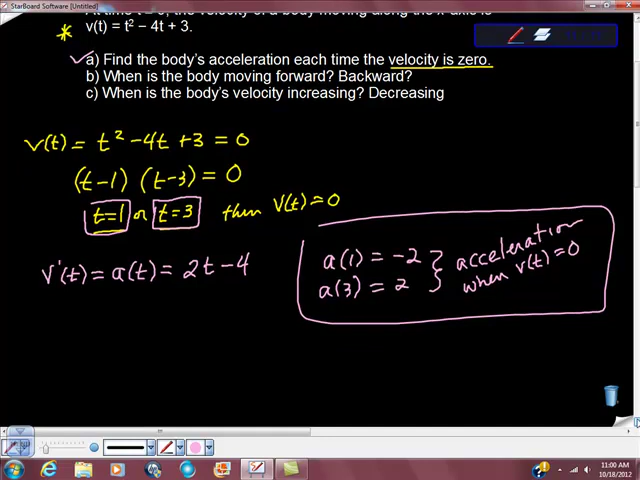 StarBoard Software [Untitled]
v(t) = t² – 4t + 3.
a) Find the body's acceleration each time the velocity is zero.
b) When is the body moving forward? Backward?
c) When is the body's velocity increasing? Decreasing
v(t) = t² – 4t + 3 = 0
(t–1) (t–3) = 0
t=1 or t=3 then v(t) = 0
v'(t) = a(t) = 2t – 4
a(1) = –2
a(3) = 2
acceleration
when v(t) = 0
11:00 AM
10/18/2012